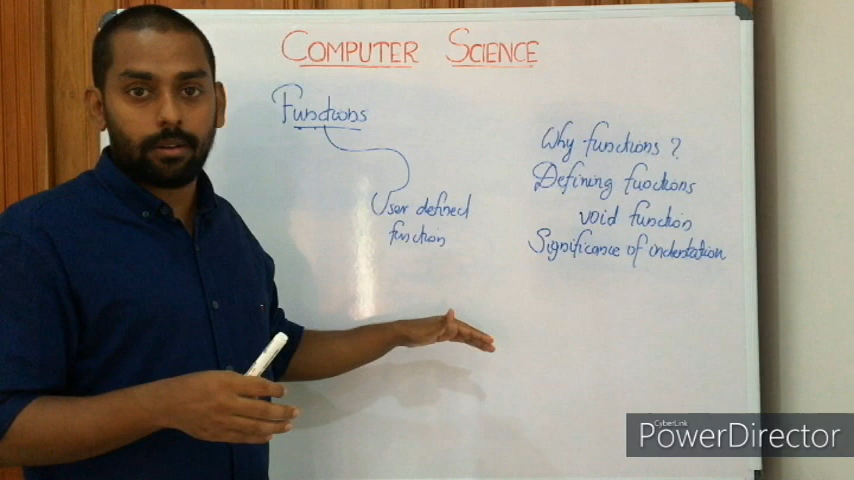 COMPUTER SCIENCE
Functions
User defined
function
Why functions ?
Defining functions
void function
Significance of indentation
CyberLink
PowerDirector